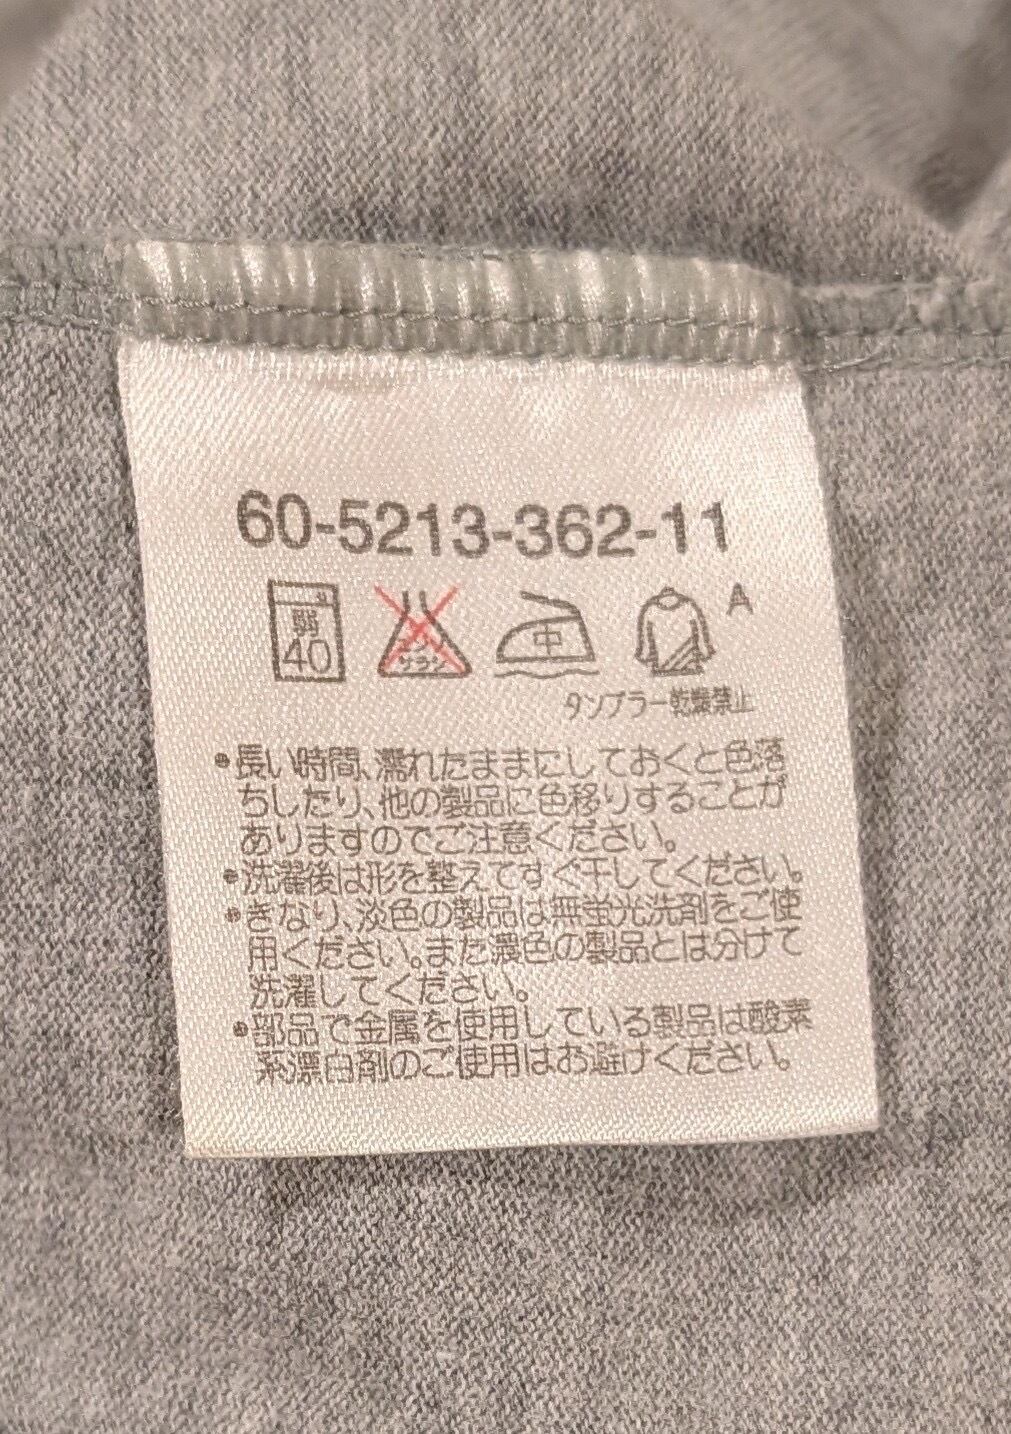 60-5213-362-11
弱
40
エンソ
サラシ
中
A
タンブラー乾燥禁止
•長い時間、濡れたままにしておくと色落
ちしたり、他の製品に色移りすることが
ありますのでご注意ください。
•洗濯後は形を整えてすぐ干してください。
•きなり、淡色の製品は無蛍光洗剤をご使
用ください。また濃色の製品とは分けて
洗濯してください。
•部品で金属を使用している製品は酸素
系漂白剤のご使用はお避けください。